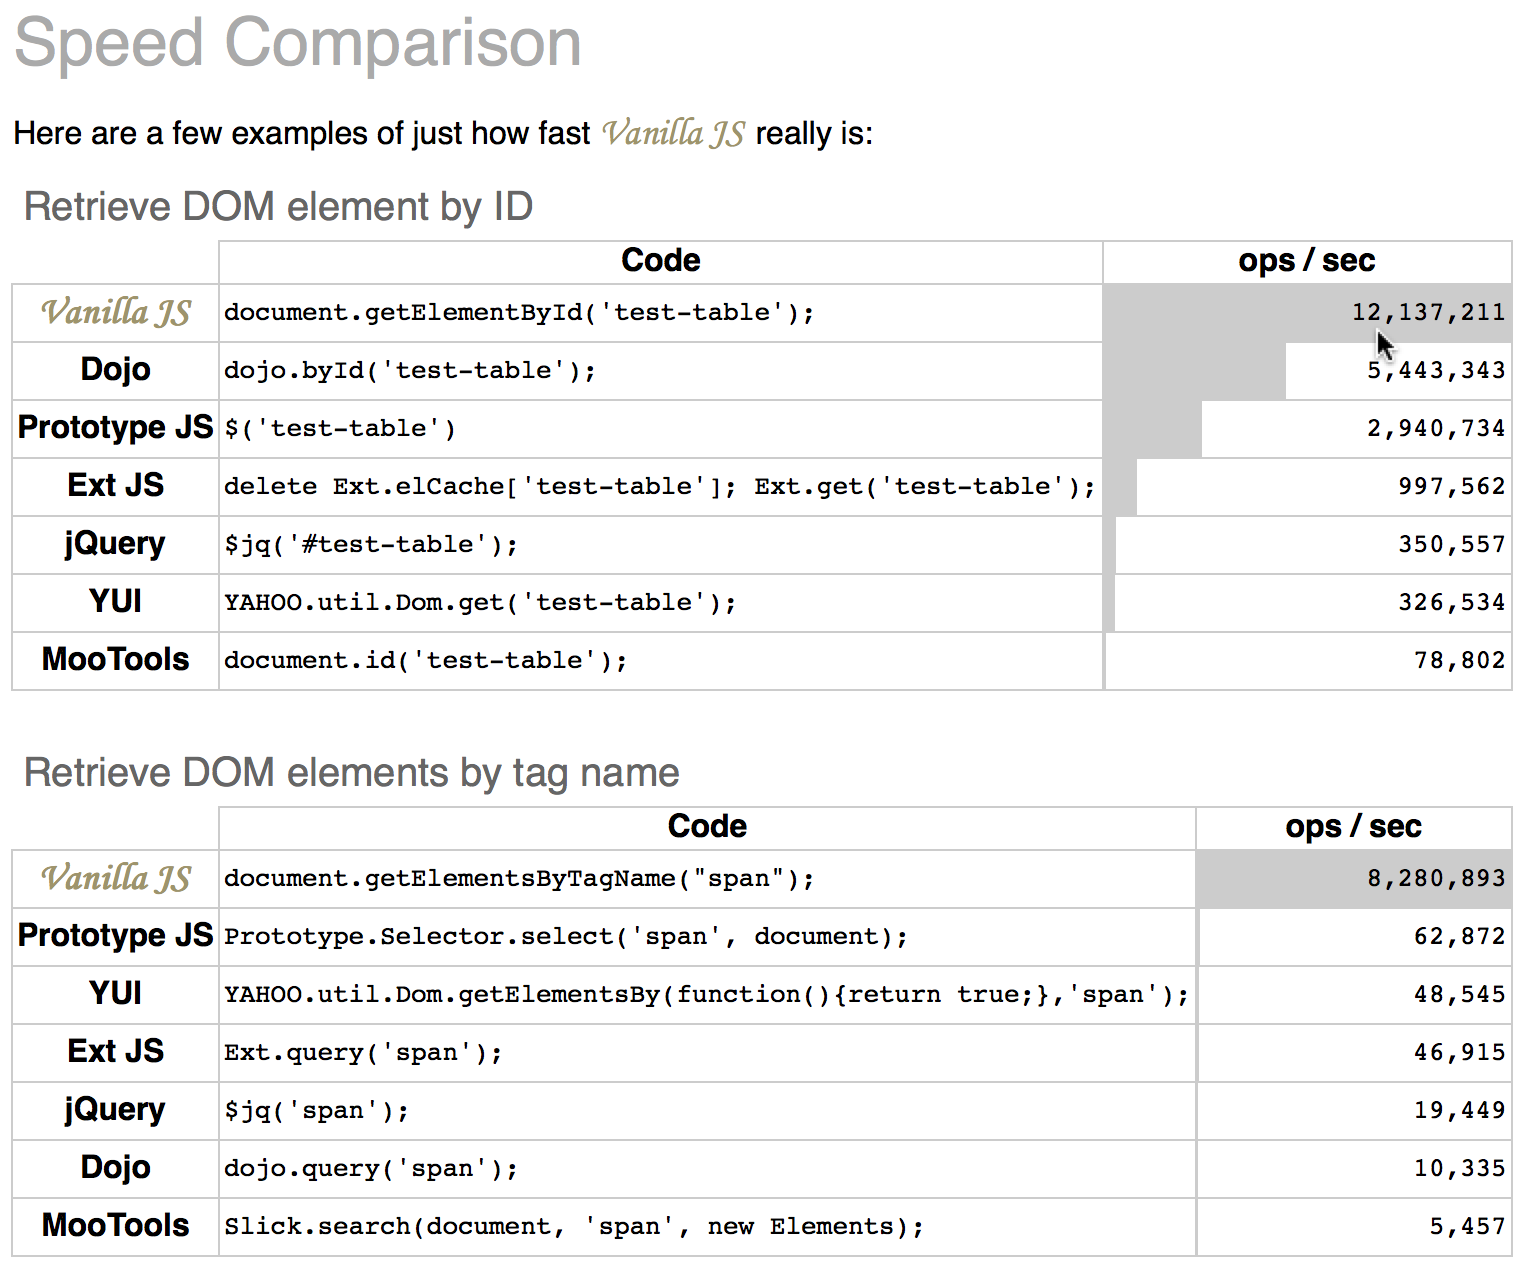 Speed Comparison
Here are a few examples of just how fast Vanilla JS really is:
Retrieve DOM element by ID
Code ops / sec
Vanilla JS document.getElementById('test-table'); 12,137,211
Dojo dojo.byId('test-table'); 5,443,343
Prototype JS $('test-table') 2,940,734
Ext JS delete Ext.elCache['test-table']; Ext.get('test-table'); 997,562
jQuery $jq('#test-table'); 350,557
YUI YAHOO.util.Dom.get('test-table'); 326,534
MooTools document.id('test-table'); 78,802
Retrieve DOM elements by tag name
Code ops / sec
Vanilla JS document.getElementsByTagName("span"); 8,280,893
Prototype JS Prototype.Selector.select('span', document); 62,872
YUI YAHOO.util.Dom.getElementsBy(function(){return true;},'span'); 48,545
Ext JS Ext.query('span'); 46,915
jQuery $jq('span'); 19,449
Dojo dojo.query('span'); 10,335
MooTools Slick.search(document, 'span', new Elements); 5,457